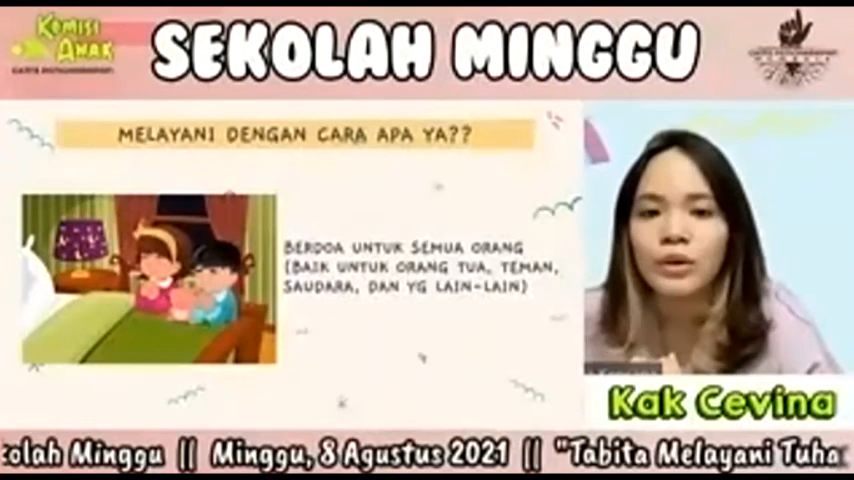 Komisi
Anak
SEKOLAH MINGGU
MELAYANI DENGAN CARA APA YA??
BERDOA UNTUK SEMUA ORANG
(BAIK UNTUK ORANG TUA, TEMAN,
SAUDARA, DAN YG LAIN-LAIN)
Kak Cevina
olah Minggu || Minggu, 8 Agustus 2021 || "Tabita Melayani Tuha